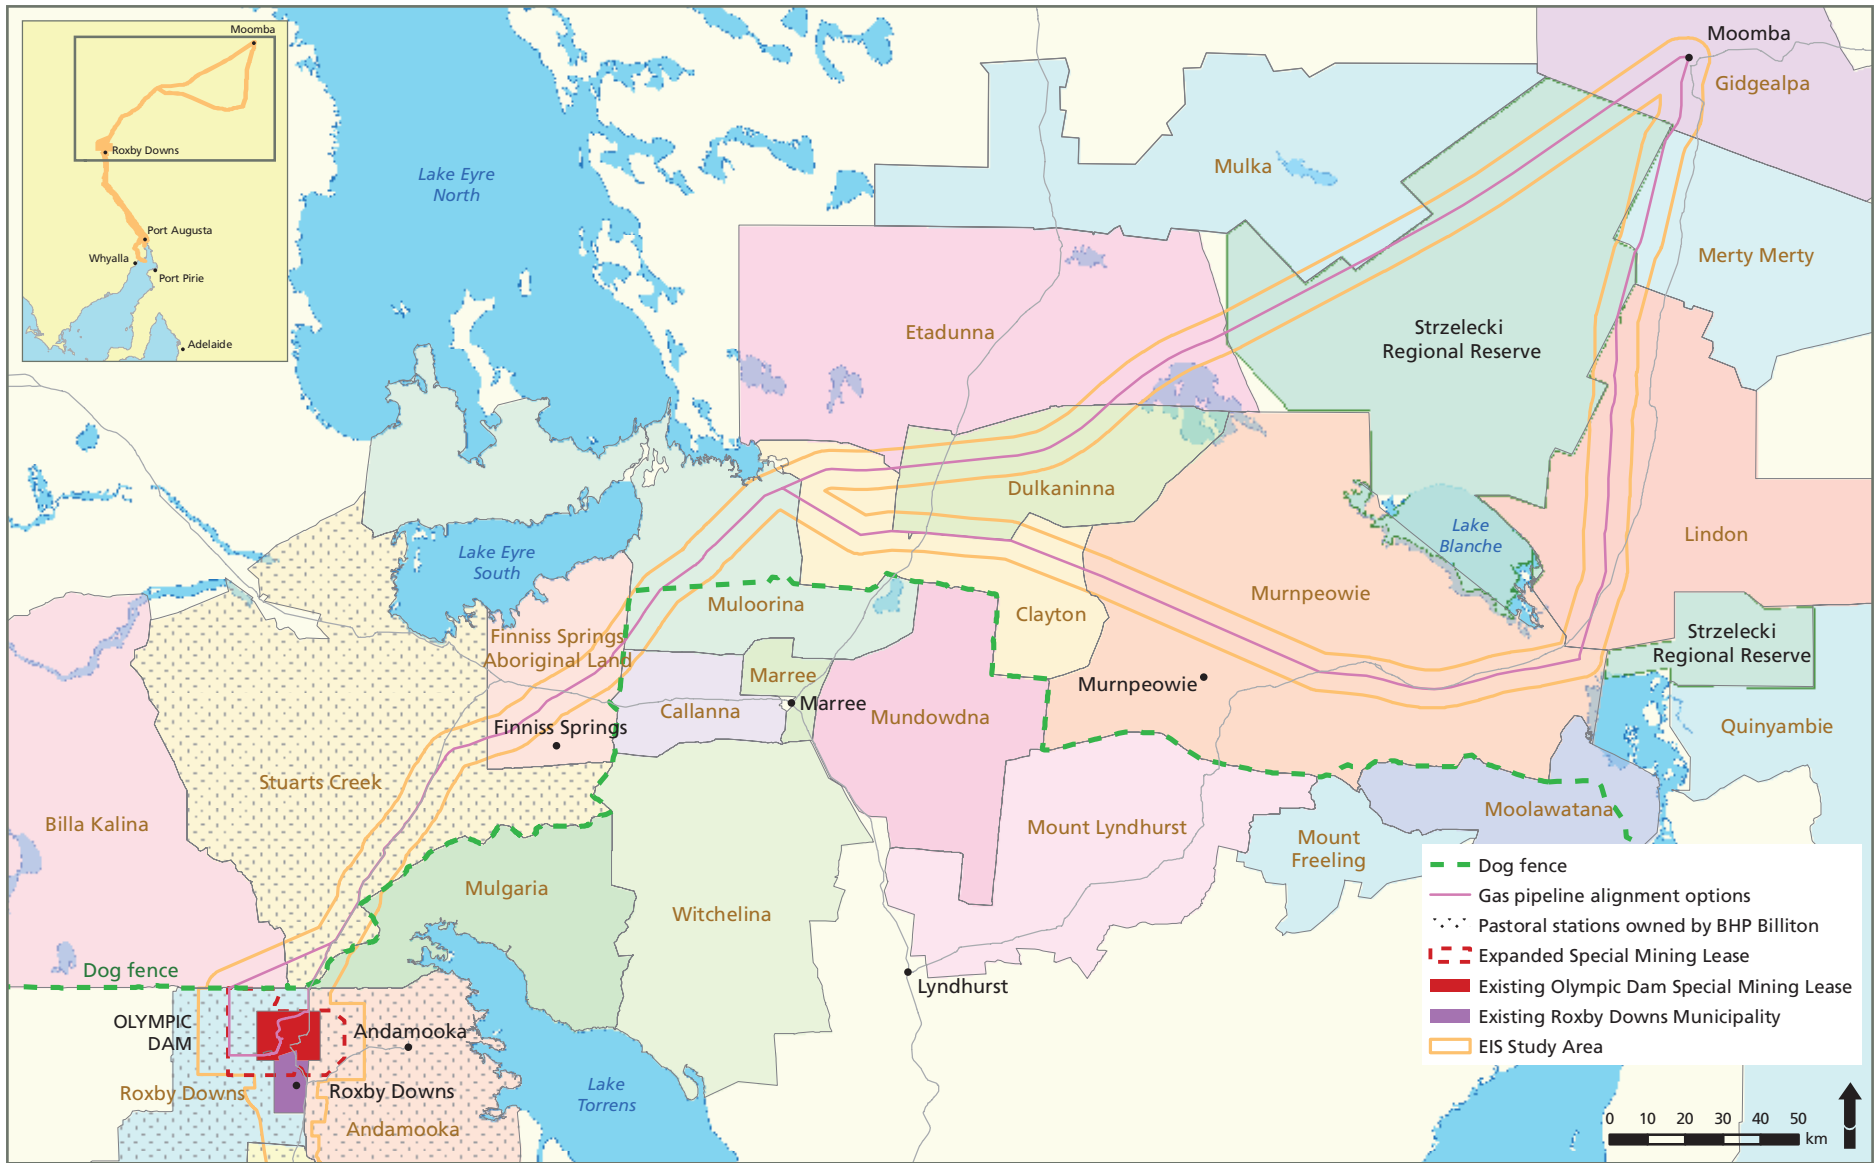 Moomba
Roxby Downs
Port Augusta
Whyalla
Port Pirie
Adelaide
Moomba
Gidgealpa
Lake Eyre
North
Mulka
Merty Merty
Etadunna
Strzelecki
Regional Reserve
Dulkaninna
Lake
Blanche
Lindon
Lake Eyre
South
Muloorina
Clayton
Murnpeowie
Finniss Springs
Aboriginal Land
Strzelecki
Regional Reserve
Marree
Murnpeowie
Marree
Callanna
Mundowdna
Finniss Springs
Quinyambie
Stuarts Creek
Billa Kalina
Mount Lyndhurst
Moolawatana
Mount
Freeling
Mulgaria
Witchelina
Dog fence
Lyndhurst
OLYMPIC
DAM
Andamooka
Roxby Downs
Roxby Downs
Lake
Torrens
Andamooka
Dog fence
Gas pipeline alignment options
Pastoral stations owned by BHP Billiton
Expanded Special Mining Lease
Existing Olympic Dam Special Mining Lease
Existing Roxby Downs Municipality
EIS Study Area
0 10 20 30 40 50
km